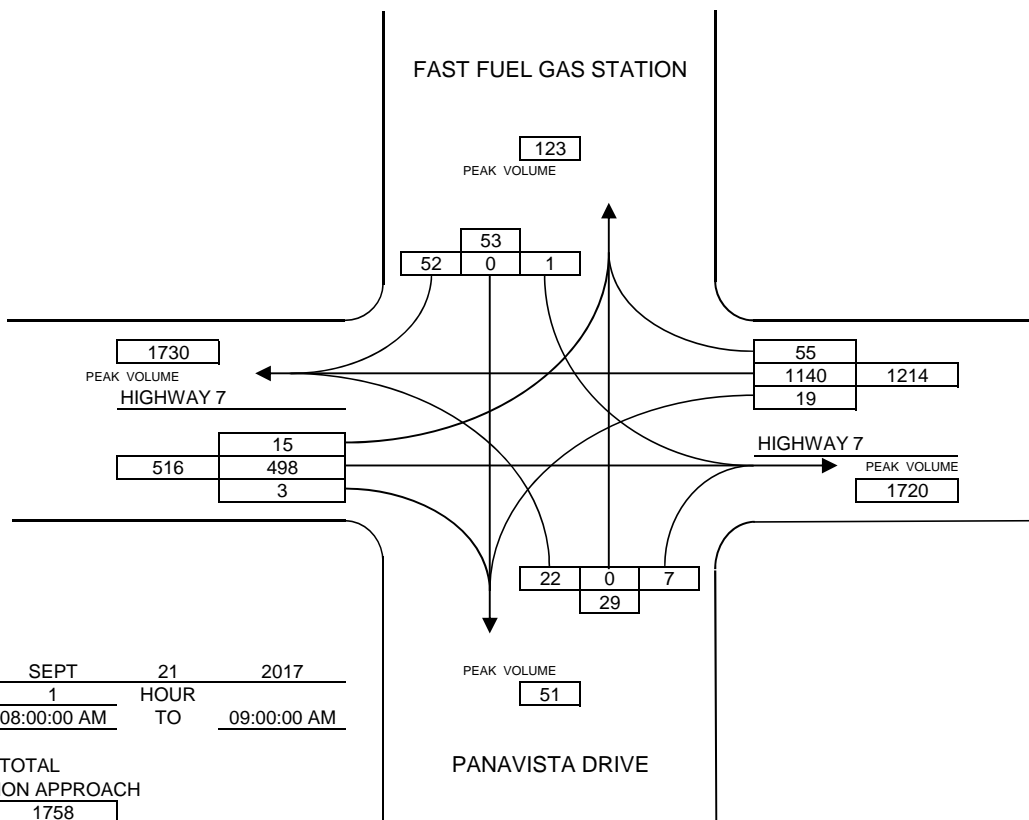 FAST FUEL GAS STATION
123
PEAK VOLUME
53
52 0 1
1730
PEAK VOLUME
HIGHWAY 7
55
1140 1214
19
15
516 498
3
HIGHWAY 7
PEAK VOLUME
1720
22 0 7
29
PEAK VOLUME
51
PANAVISTA DRIVE
SEPT 21 2017
1 HOUR
08:00:00 AM TO 09:00:00 AM
TOTAL
ION APPROACH
1758